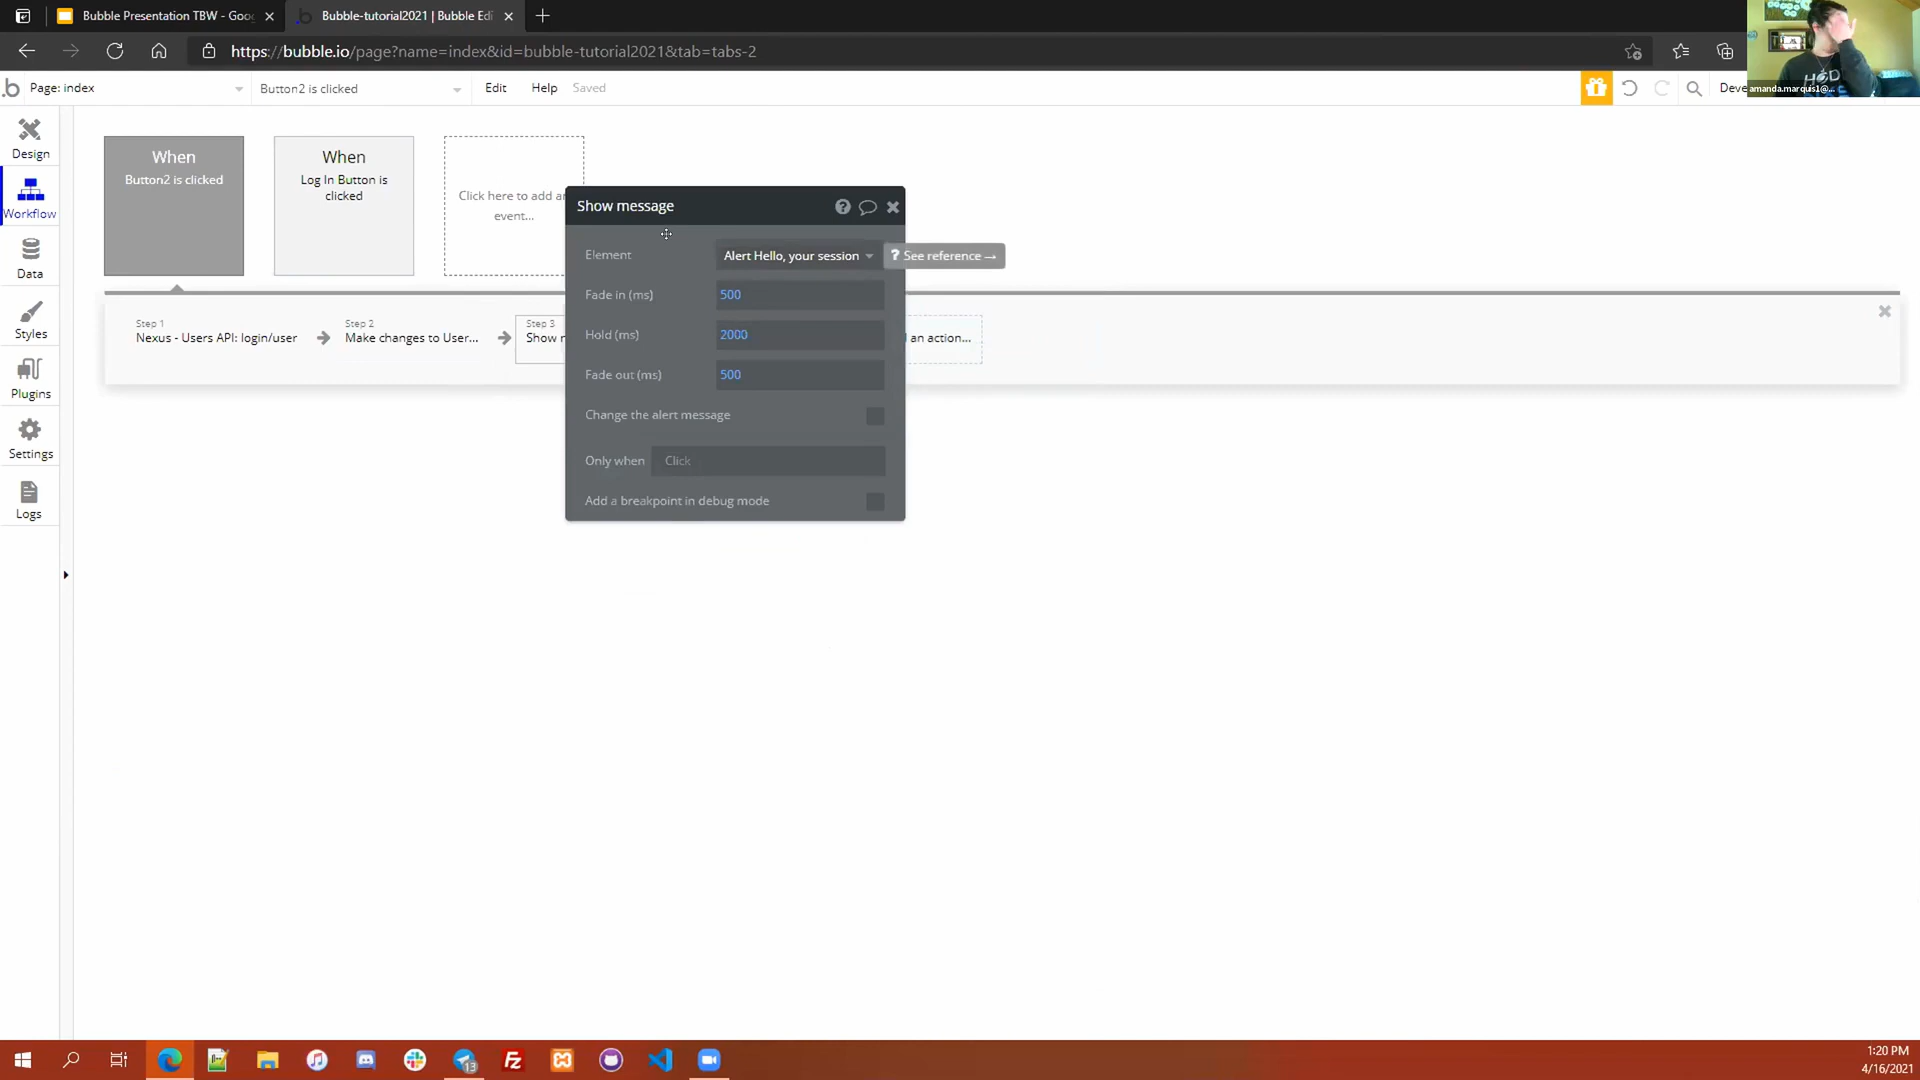 Bubble Presentation TBW - Goo
Bubble-tutorial2021 | Bubble Edi
https://bubble.io/page?name=index&id=bubble-tutorial2021&tab=tabs-2
amanda.marquis1@...
Page: index
Button2 is clicked
Edit
Help
Saved
Deve
Design
Workflow
Data
Styles
Plugins
Settings
Logs
When
Button2 is clicked
When
Log In Button is
clicked
Click here to add an
event...
Step 1
Nexus - Users API: login/user
Step 2
Make changes to User...
Step 3
Show m
an action...
Show message
Element
Alert Hello, your session
? See reference →
Fade in (ms)
500
Hold (ms)
2000
Fade out (ms)
500
Change the alert message
Only when
Click
Add a breakpoint in debug mode
13
1:20 PM
4/16/2021